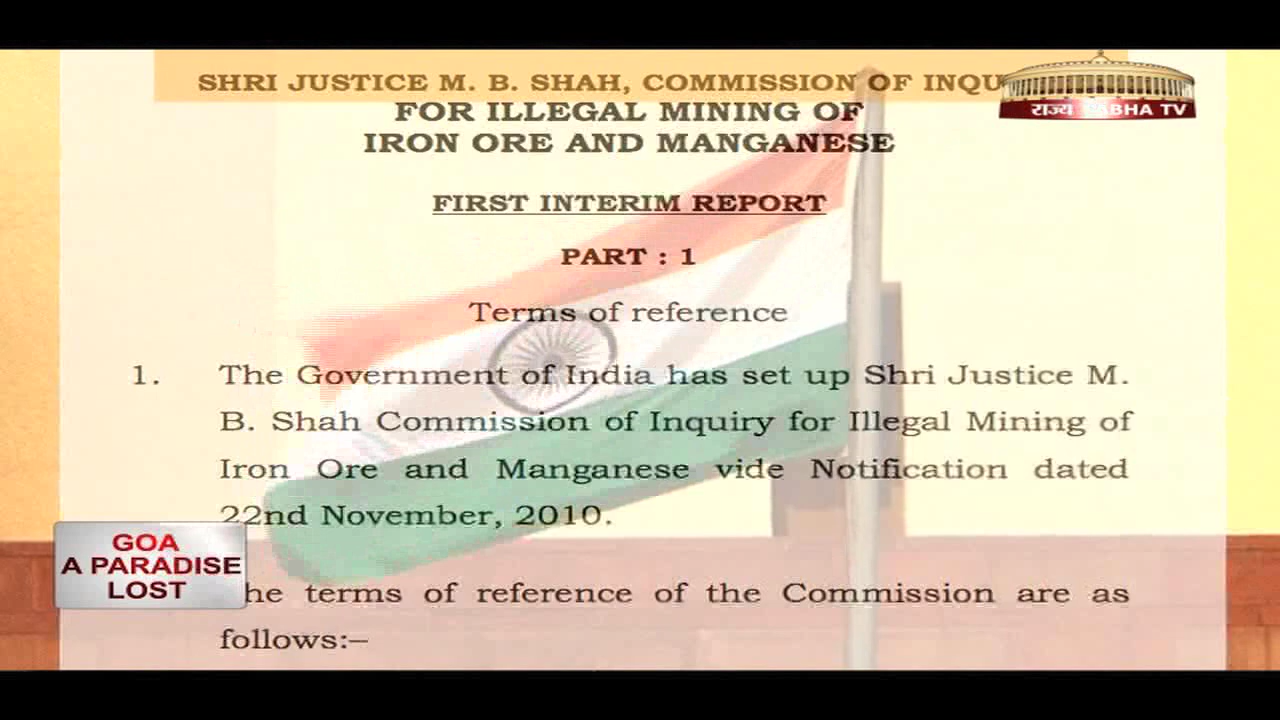 SHRI JUSTICE M. B. SHAH, COMMISSION OF INQU
FOR ILLEGAL MINING OF
IRON ORE AND MANGANESE
FIRST INTERIM REPORT
PART : 1
Terms of reference
1. The Government of India has set up Shri Justice M.
B. Shah Commission of Inquiry for Illegal Mining of
Iron Ore and Manganese vide Notification dated
22nd November, 2010.
he terms of reference of the Commission are as
follows:–
राज्य SABHA TV
GOA
A PARADISE
LOST